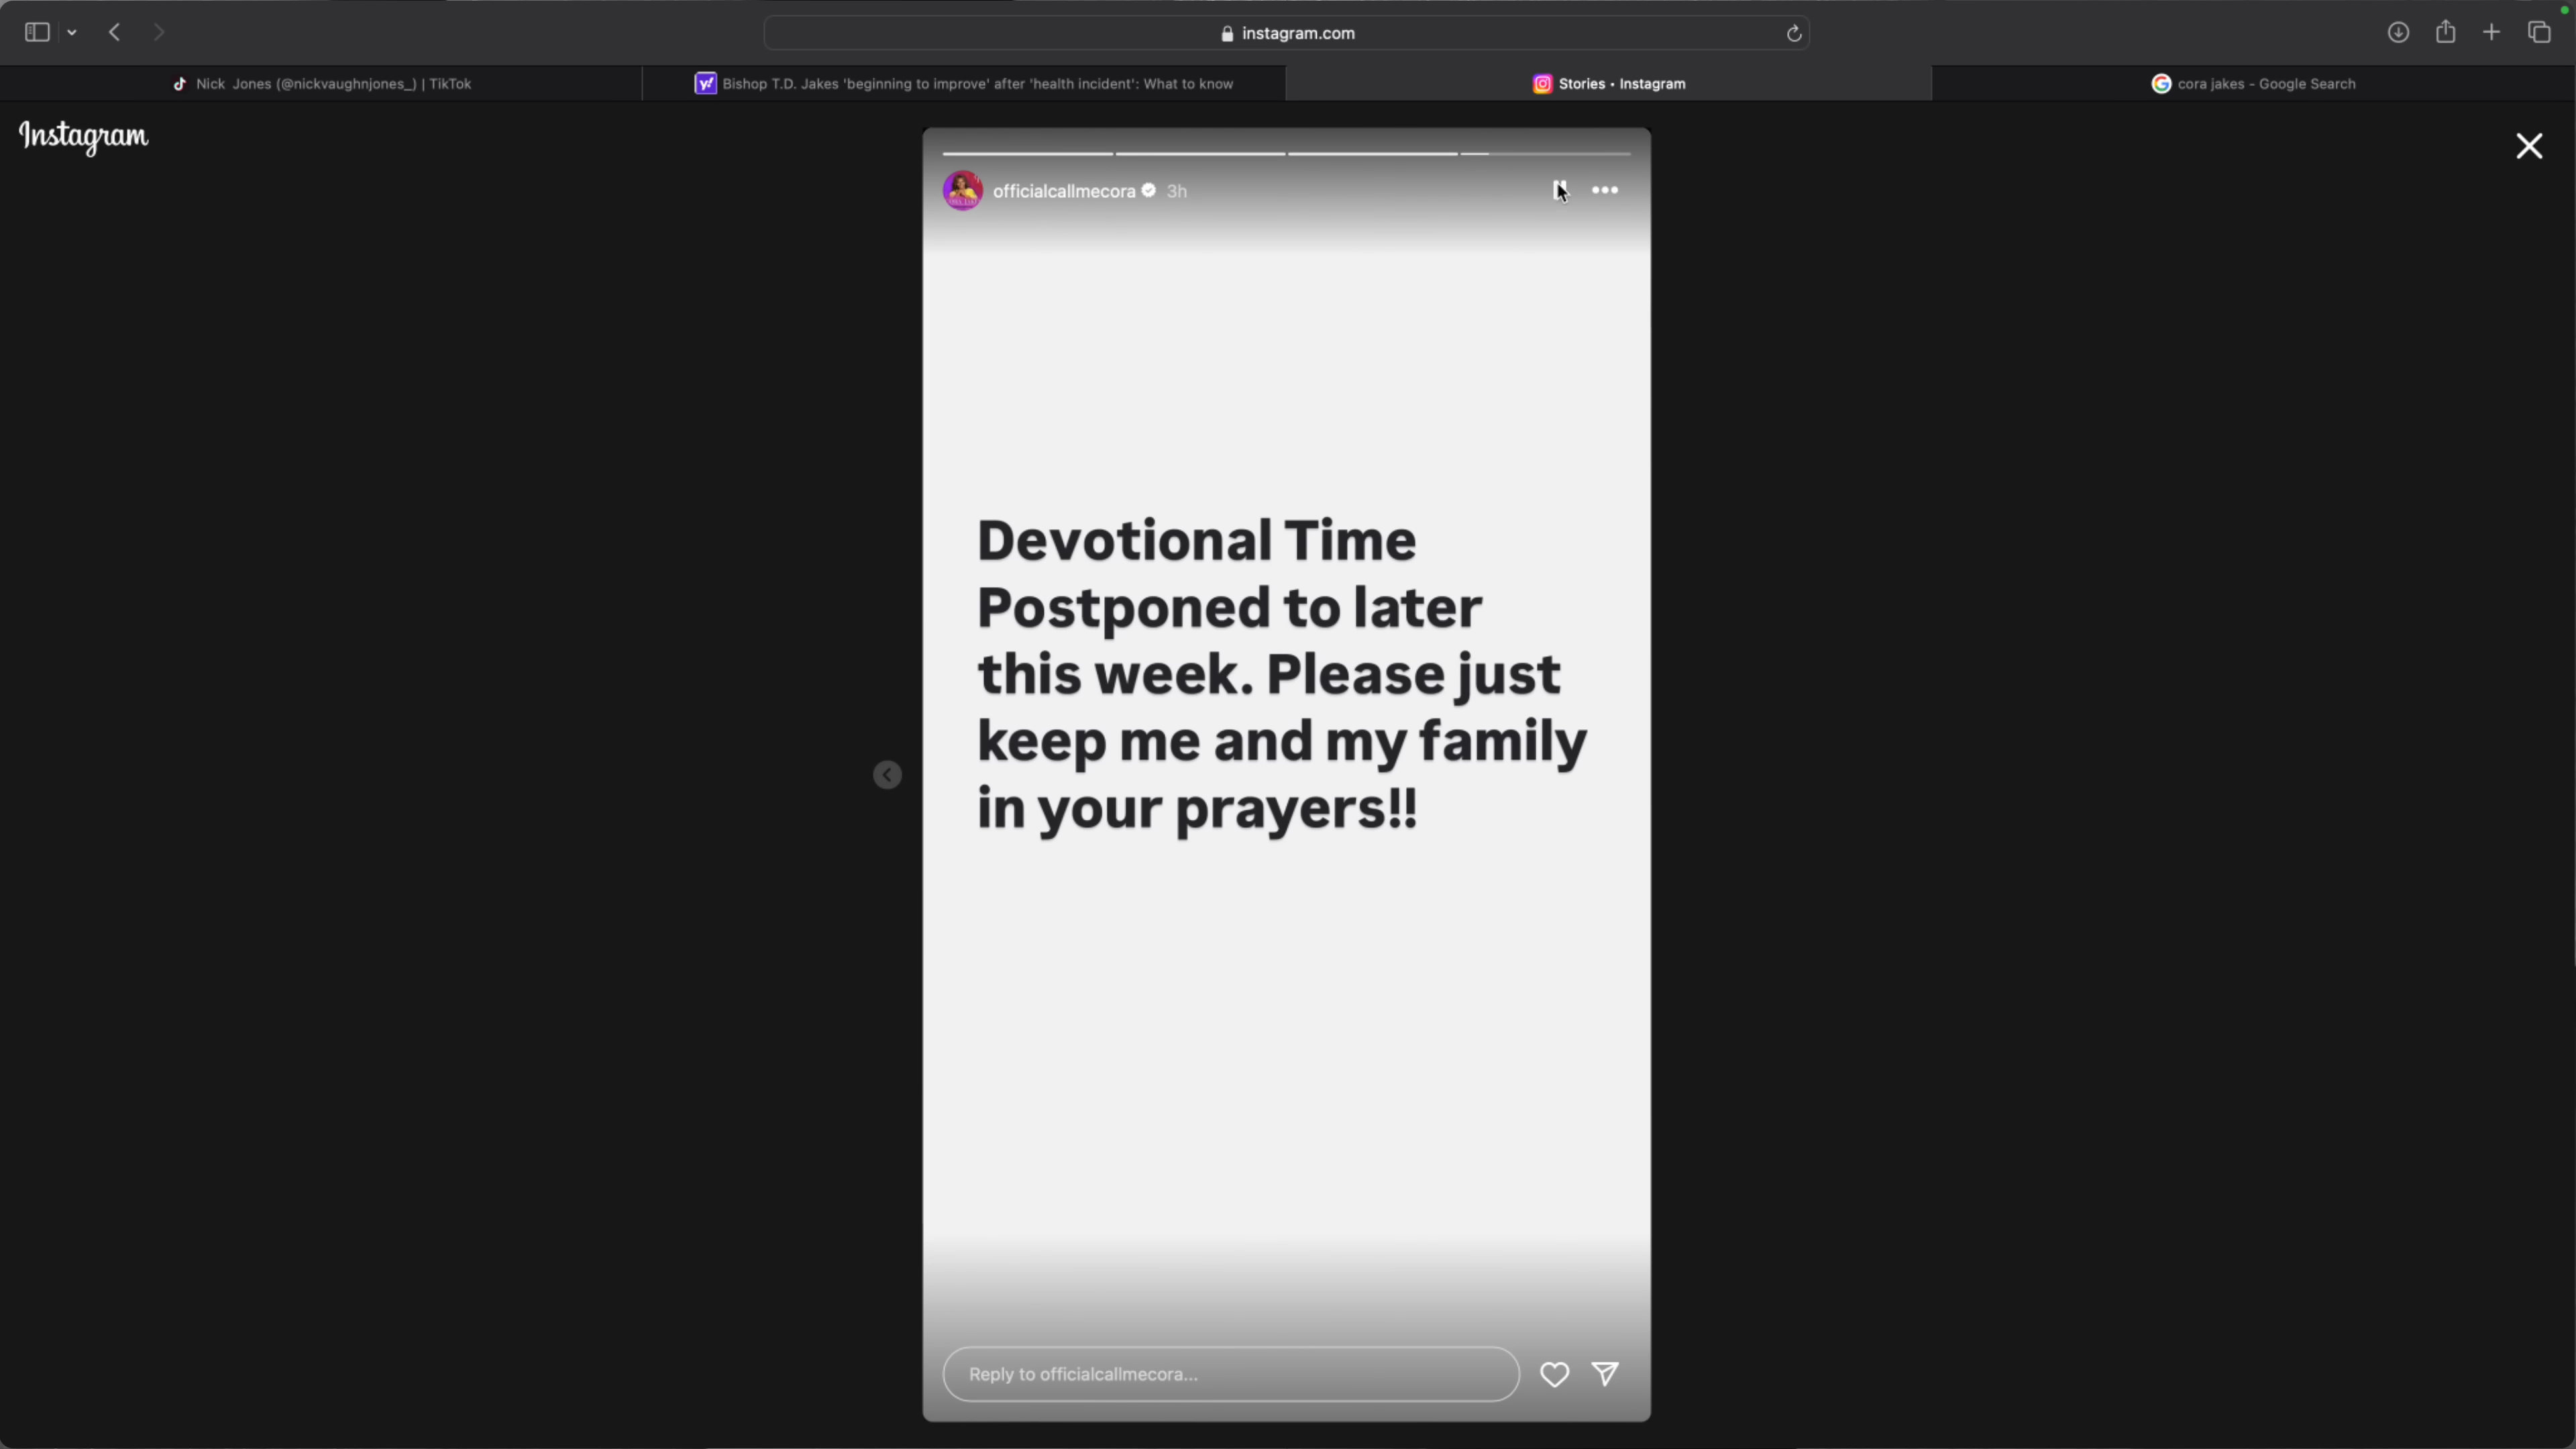 instagram.com
Nick Jones (@nickvaughnjones_) | TikTok
Bishop T.D. Jakes 'beginning to improve' after 'health incident': What to know
Stories • Instagram
cora jakes - Google Search
Instagram
officialcallmecora 3h
Devotional Time
Postponed to later
this week. Please just
keep me and my family
in your prayers!!
Reply to officialcallmecora...